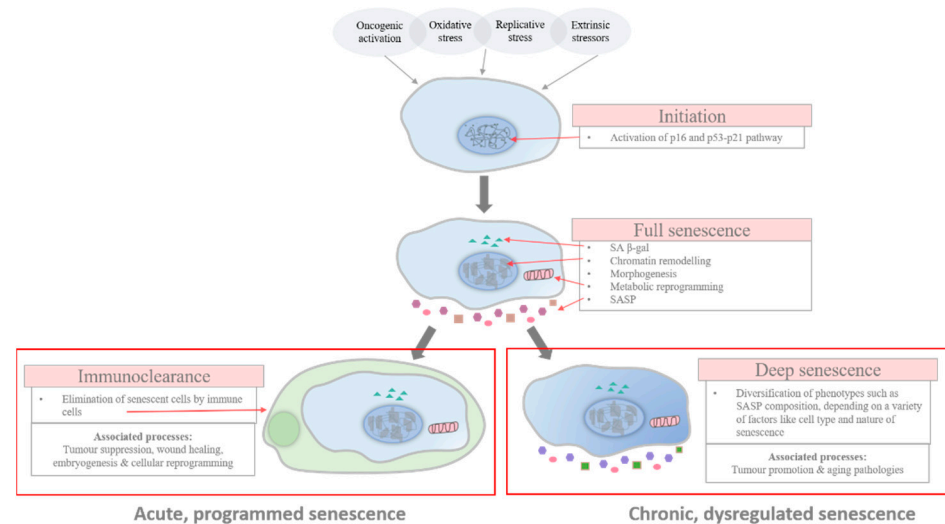 Oncogenic
activation
Oxidative
stress
Replicative
stress
Extrinsic
stressors
Initiation
• Activation of p16 and p53-p21 pathway
Full senescence
• SA β-gal
• Chromatin remodelling
• Morphogenesis
• Metabolic reprogramming
• SASP
Immunoclearance
• Elimination of senescent cells by immune
cells
Associated processes:
Tumour suppression, wound healing,
embryogenesis & cellular reprogramming
Deep senescence
• Diversification of phenotypes such as
SASP composition, depending on a variety
of factors like cell type and nature of
senescence
Associated processes:
Tumour promotion & aging pathologies
Acute, programmed senescence
Chronic, dysregulated senescence